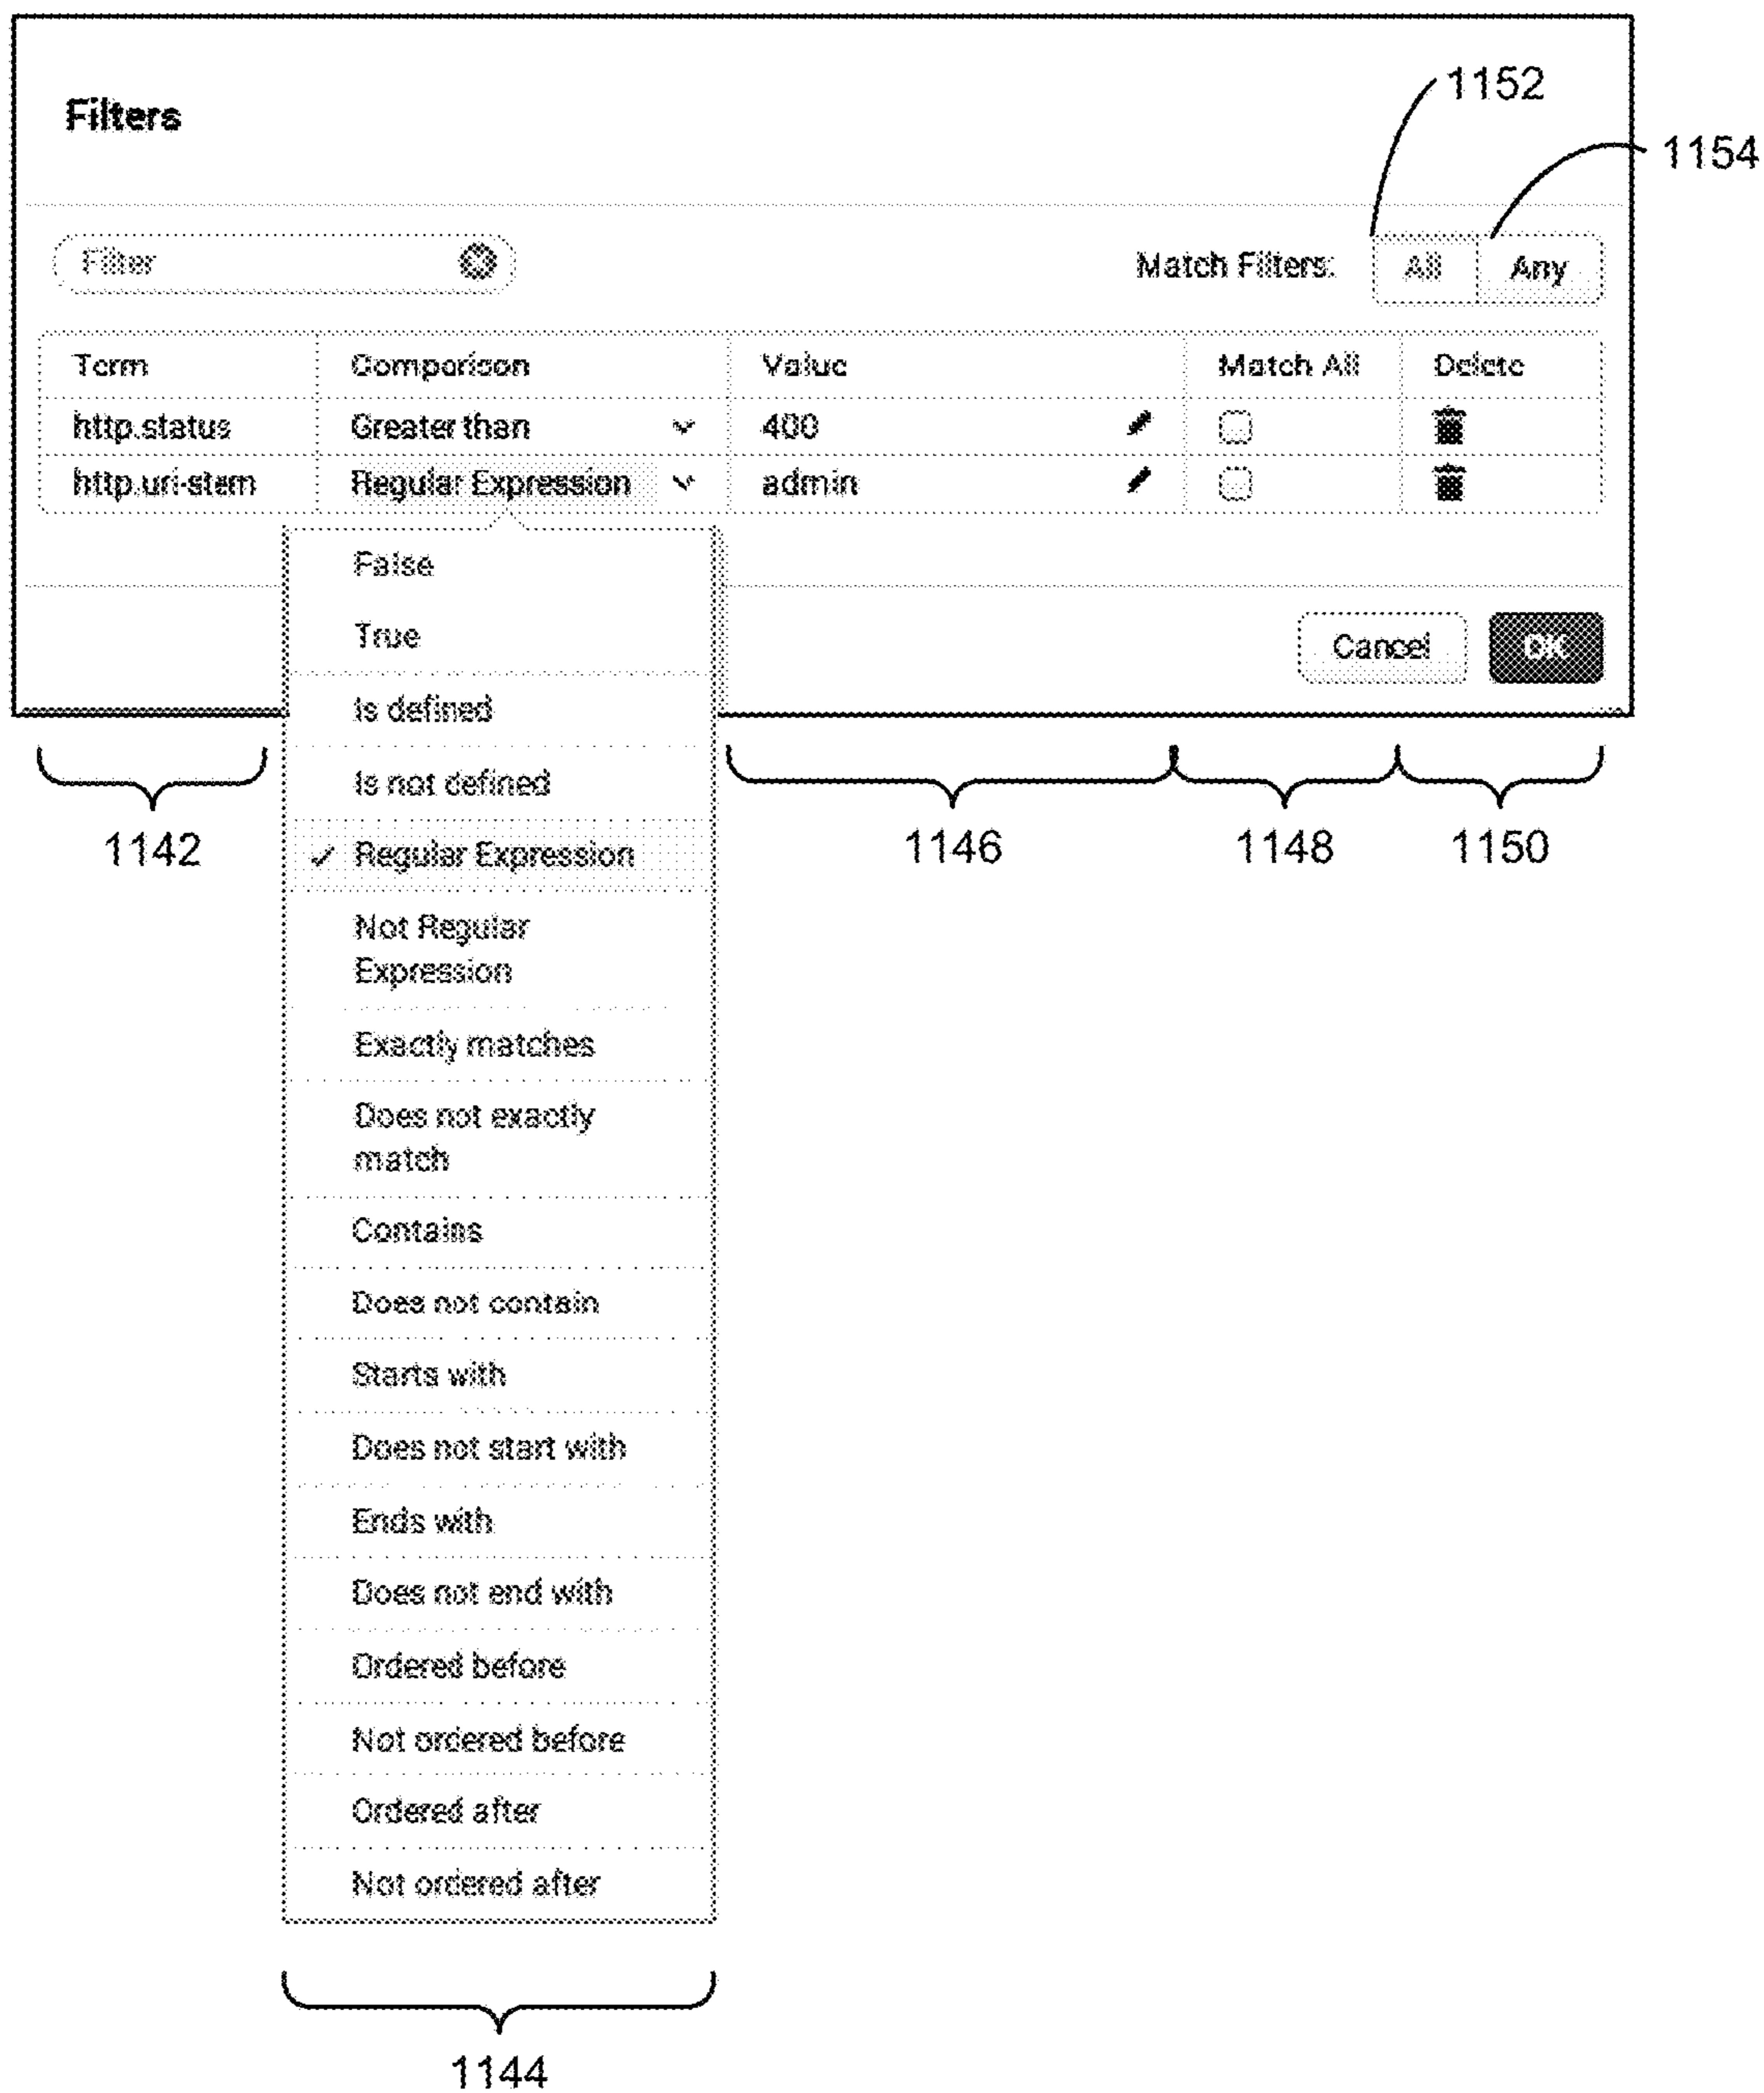 Filters
1152
1154
Filter
Match Filters: All Any
Term Comparison Value Match All Delete
http.status Greater than 400
http.uri-stem Regular Expression admin
False
True
Cancel OK
Is defined
Is not defined
Regular Expression
1142 1146 1148 1150
Not Regular
Expression
Exactly matches
Does not exactly
match
Contains
Does not contain
Starts with
Does not start with
Ends with
Does not end with
Ordered before
Not ordered before
Ordered after
Not ordered after
1144